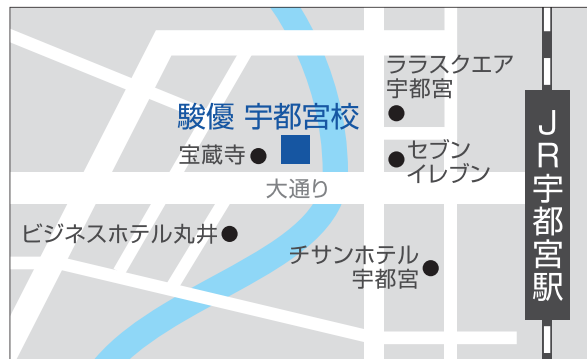 ララスクエア
宇都宮
駿優 宇都宮校
宝蔵寺
セブン
イレブン
大通り
ビジネスホテル丸井
チサンホテル
宇都宮
JR宇都宮駅